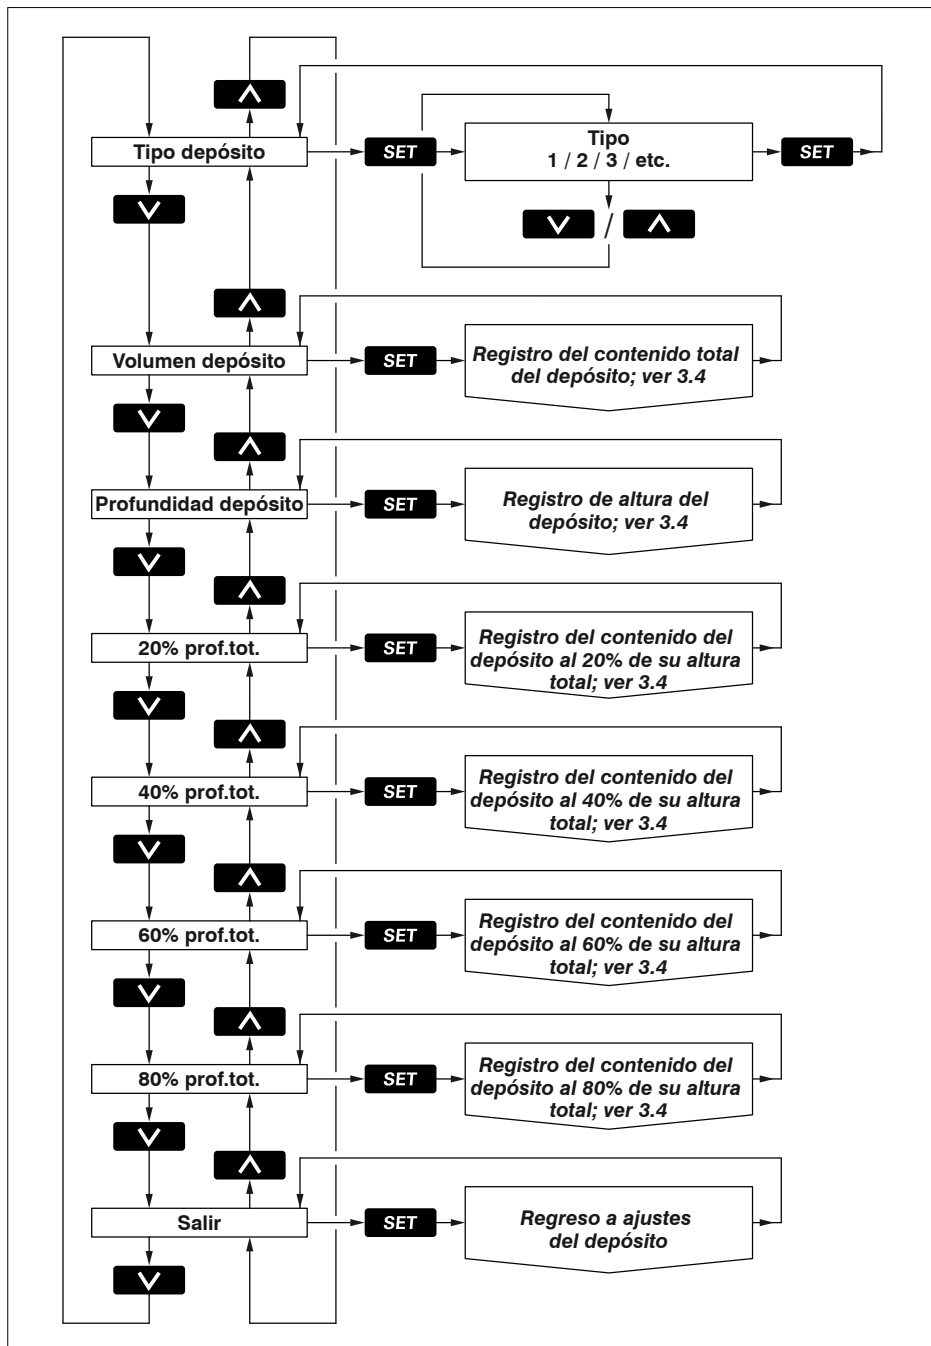 Tipo depósito
SET
Tipo
1 / 2 / 3 / etc.
SET
/
Volumen depósito
SET
Registro del contenido total
del depósito; ver 3.4
Profundidad depósito
SET
Registro de altura del
depósito; ver 3.4
20% prof.tot.
SET
Registro del contenido del
depósito al 20% de su altura
total; ver 3.4
40% prof.tot.
SET
Registro del contenido del
depósito al 40% de su altura
total; ver 3.4
60% prof.tot.
SET
Registro del contenido del
depósito al 60% de su altura
total; ver 3.4
80% prof.tot.
SET
Registro del contenido del
depósito al 80% de su altura
total; ver 3.4
Salir
SET
Regreso a ajustes
del depósito